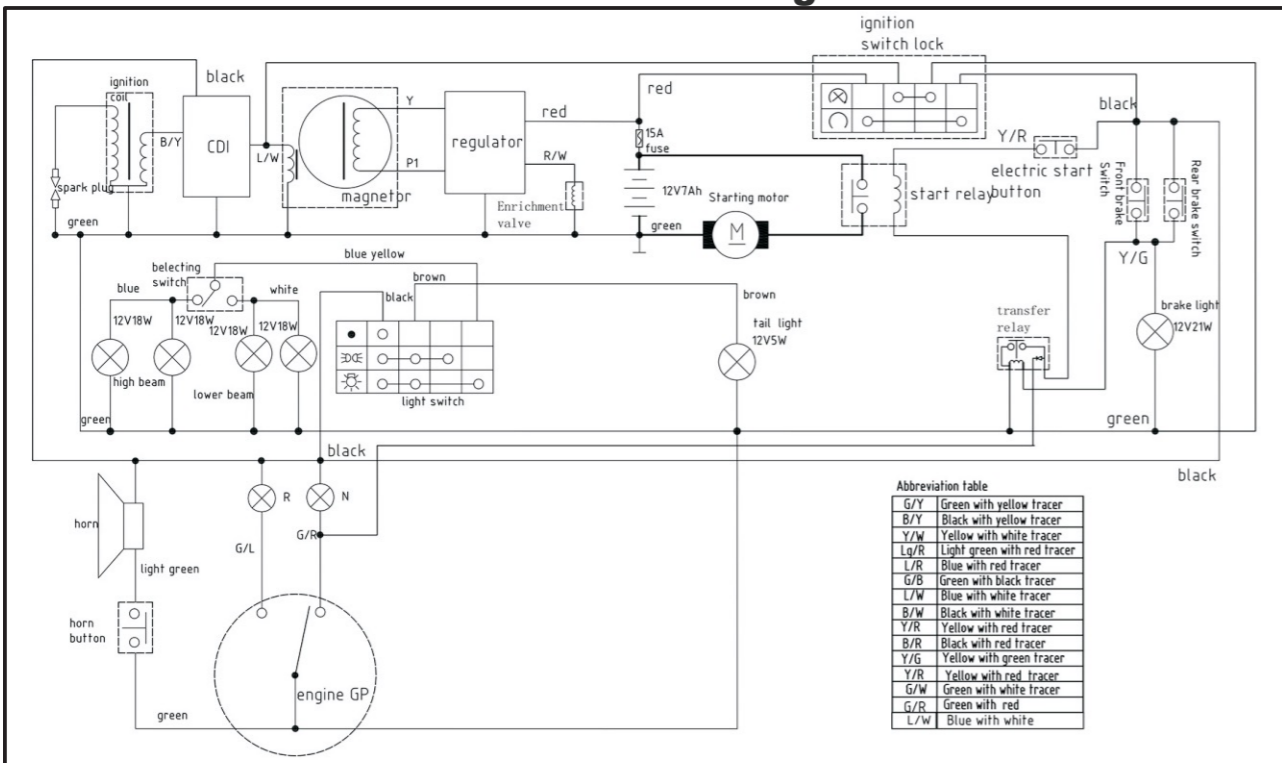 ignition
switch lock
black
ignition
coil
B/Y
CDI
L/W
Y
P1
magnetor
regulator
red
R/W
Enrichment
valve
red
15A
fuse
12V7Ah
green
Starting motor
M
start relay
Y/R
electric start
button
black
Front brake
Switch
Rear brake switch
Y/G
spark plug
green
belecting
switch
blue yellow
blue
white
12V18W
12V18W
12V18W
12V18W
high beam
lower beam
green
brown
black
light switch
brown
tail light
12V5W
transfer
relay
brake light
12V21W
green
black
black
horn
light green
horn
button
green
R
N
G/L
G/R
engine GP
Abbreviation table
G/Y Green with yellow tracer
B/Y Black with yellow tracer
Y/W Yellow with white tracer
Lq/R Light green with red tracer
L/R Blue with red tracer
G/B Green with black tracer
L/W Blue with white tracer
B/W Black with white tracer
Y/R Yellow with red tracer
B/R Black with red tracer
Y/G Yellow with green tracer
Y/R Yellow with red tracer
G/W Green with white tracer
G/R Green with red
L/W Blue with white